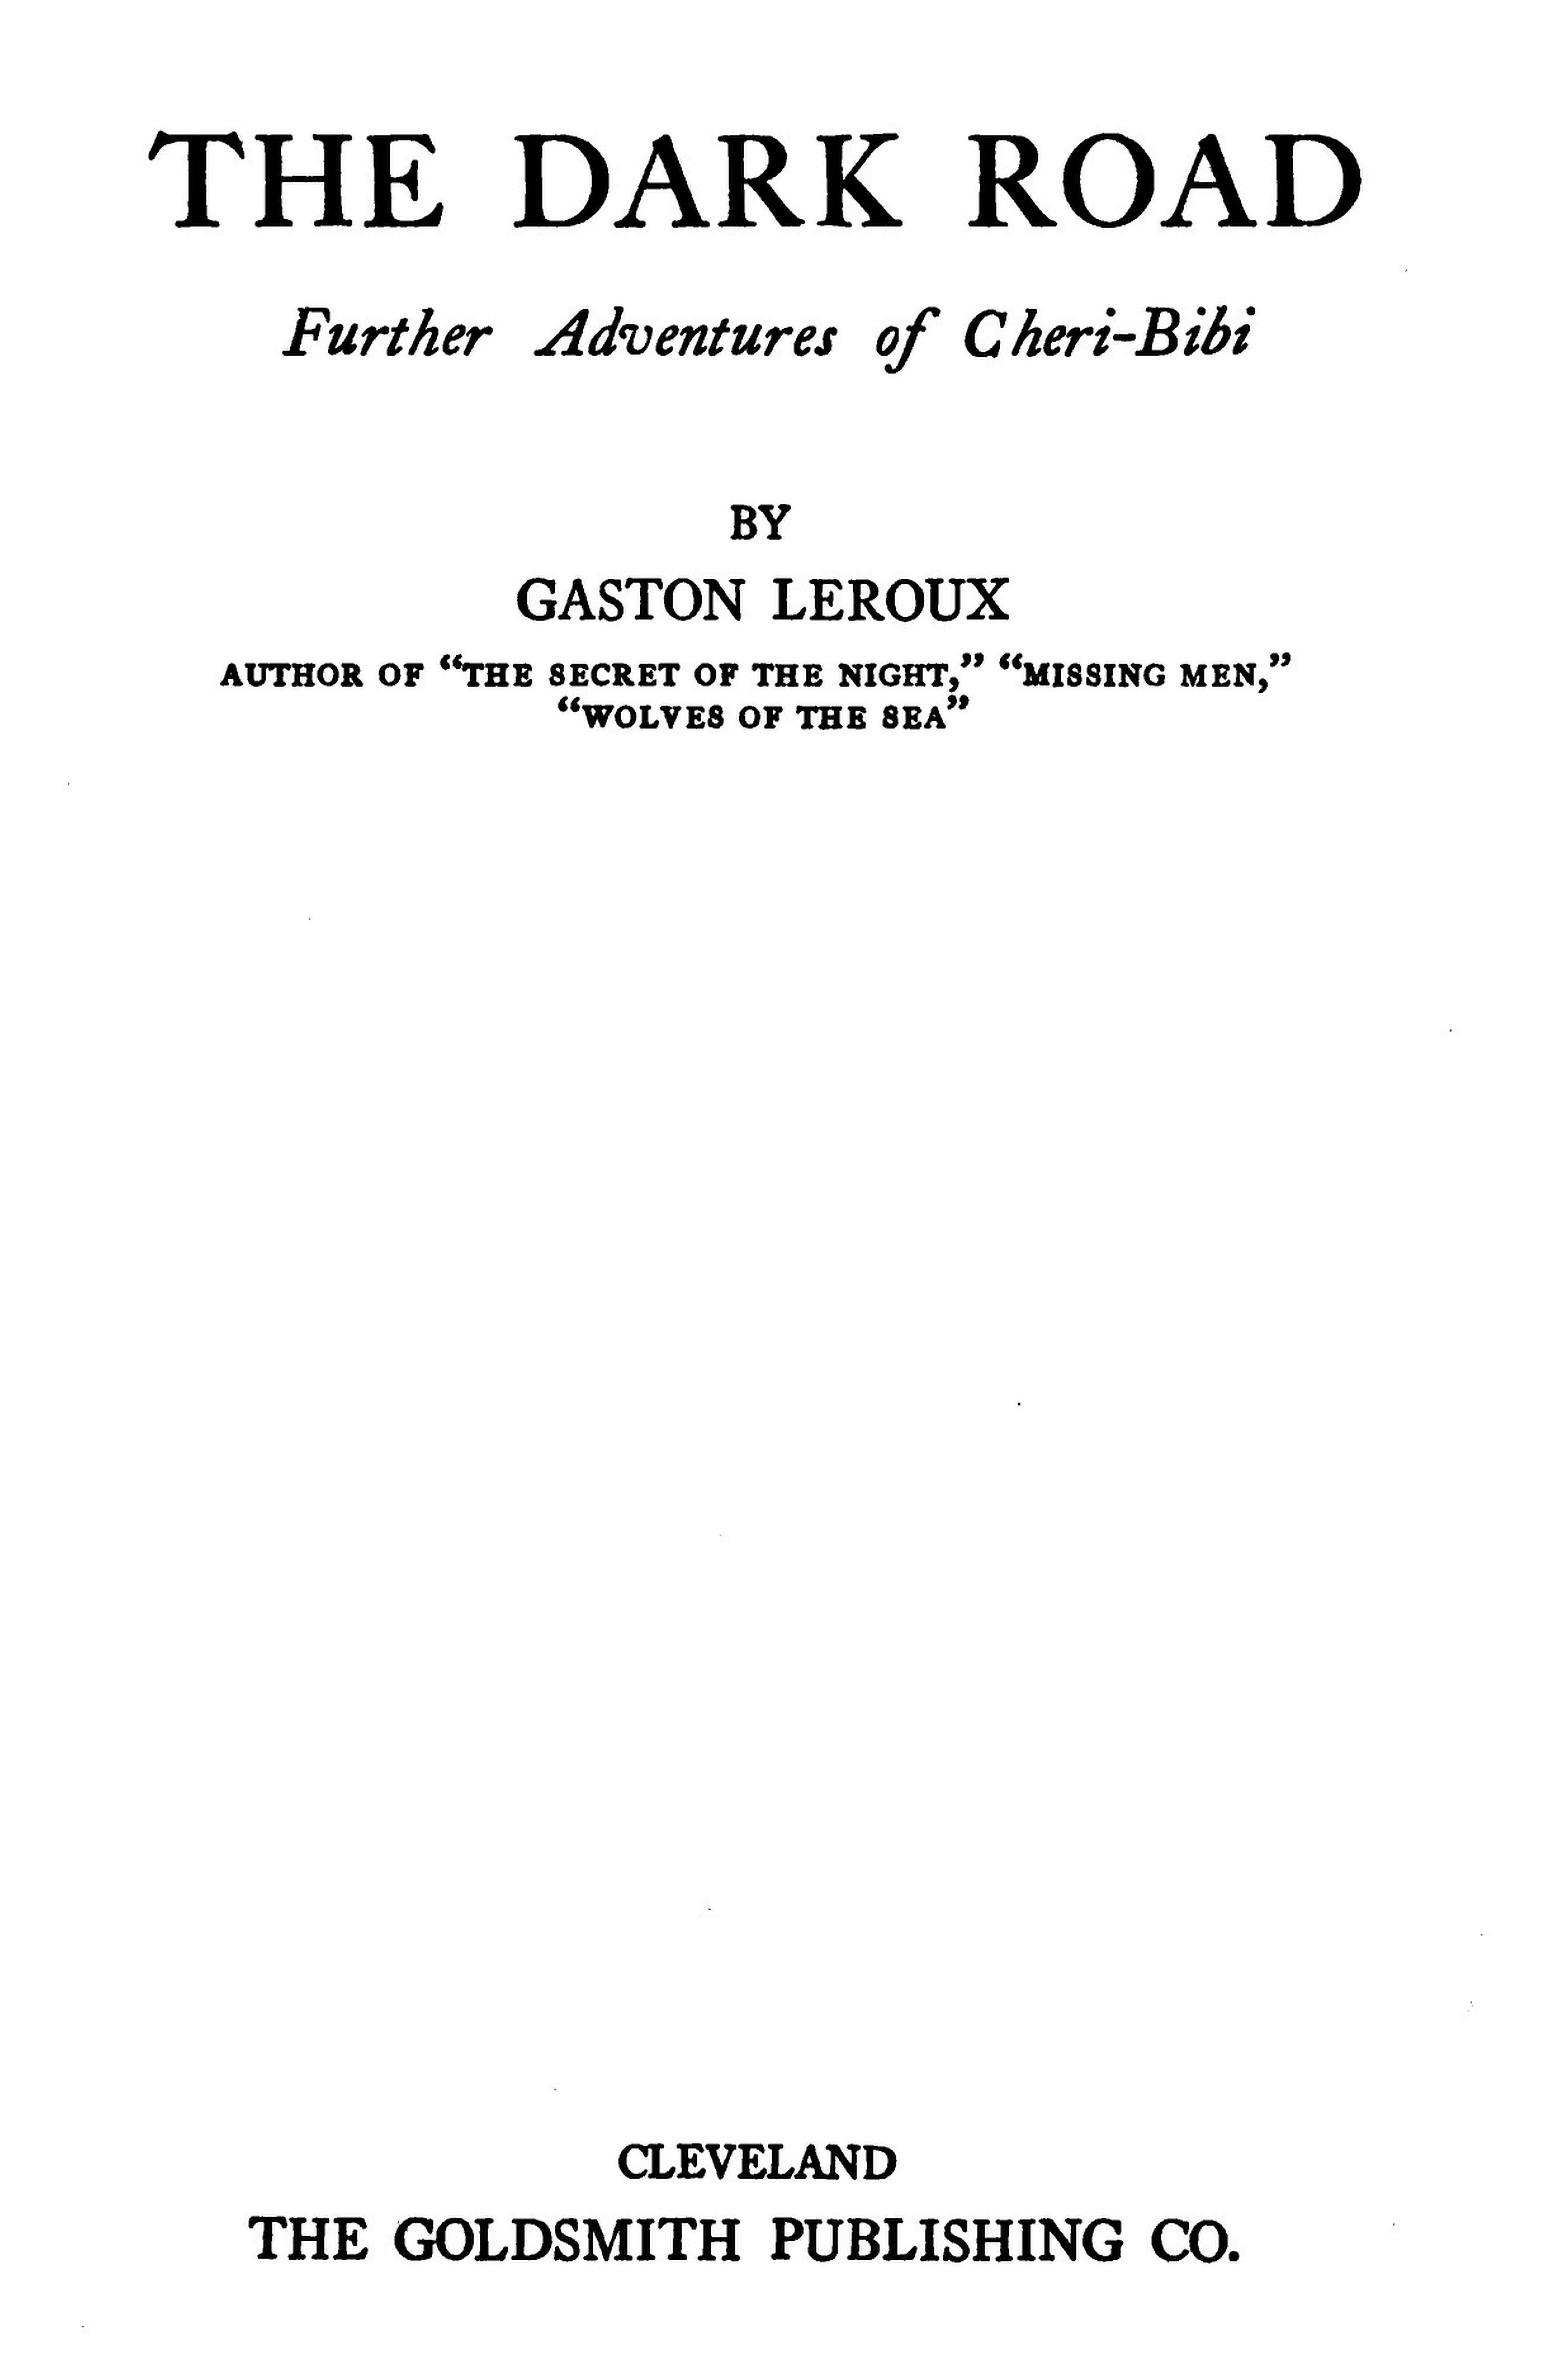 THE DARK ROAD
Further Adventures of Cheri-Bibi
BY
GASTON LEROUX
AUTHOR OF “THE SECRET OF THE NIGHT,” “MISSING MEN,”
“WOLVES OF THE SEA”
CLEVELAND
THE GOLDSMITH PUBLISHING CO.